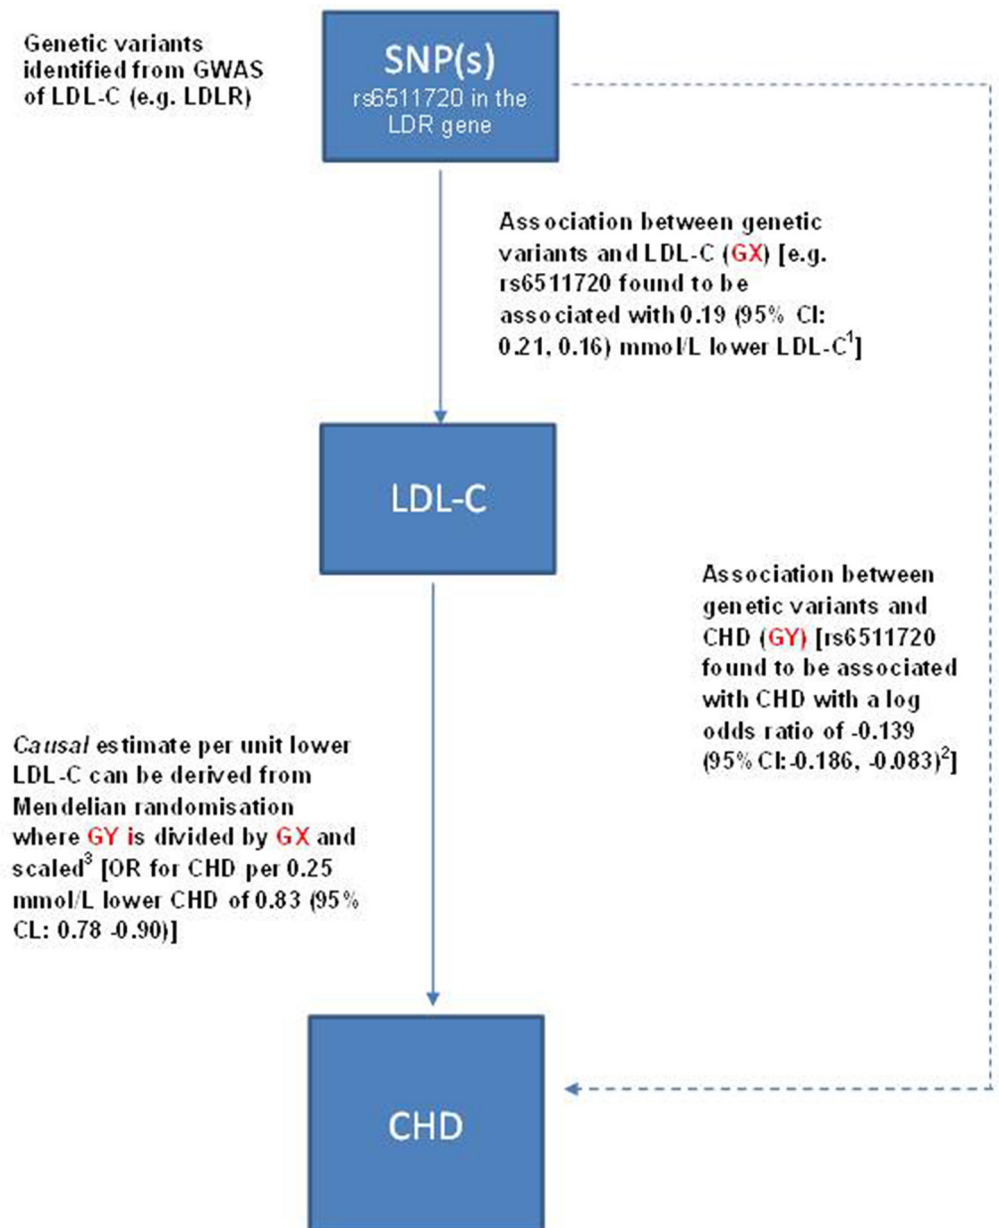 Genetic variants
identified from GWAS
of LDL-C (e.g. LDLR)
SNP(s)
rs6511720 in the
LDR gene
Association between genetic
variants and LDL-C (GX) [e.g.
rs6511720 found to be
associated with 0.19 (95% CI:
0.21, 0.16) mmol/L lower LDL-C¹]
LDL-C
Association between
genetic variants and
CHD (GY) [rs6511720
found to be associated
with CHD with a log
odds ratio of -0.139
(95% CI:-0.186, -0.083)²]
Causal estimate per unit lower
LDL-C can be derived from
Mendelian randomisation
where GY is divided by GX and
scaled³ [OR for CHD per 0.25
mmol/L lower CHD of 0.83 (95%
CL: 0.78 -0.90)]
CHD